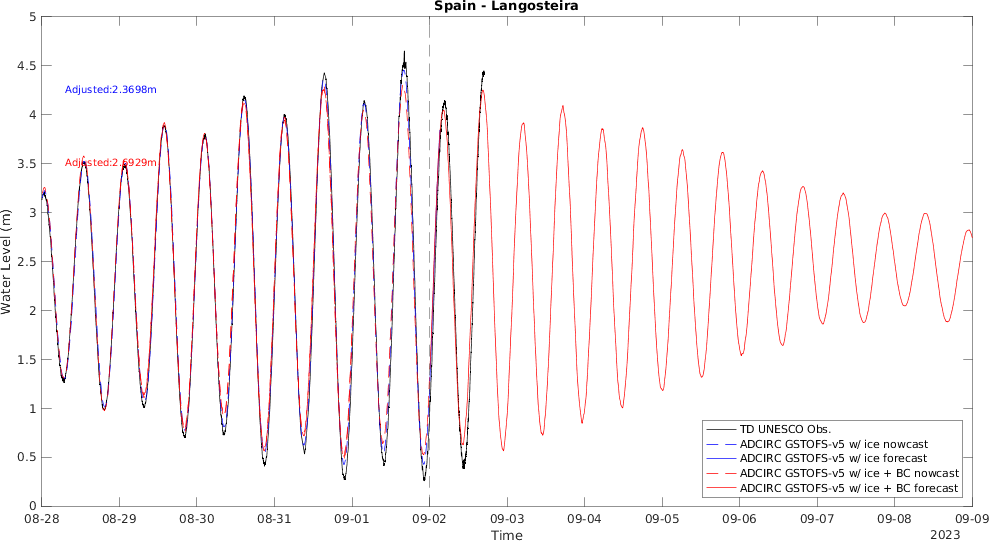 Spain - Langosteira
Water Level (m)
5
4.5
4
3.5
3
2.5
2
1.5
1
0.5
0
Adjusted:2.3698m
Adjusted:2.6929m
TD UNESCO Obs.
ADCIRC GSTOFS-v5 w/ ice nowcast
ADCIRC GSTOFS-v5 w/ ice forecast
ADCIRC GSTOFS-v5 w/ ice + BC nowcast
ADCIRC GSTOFS-v5 w/ ice + BC forecast
08-28 08-29 08-30 08-31 09-01 09-02 09-03 09-04 09-05 09-06 09-07 09-08 09-09
Time
2023